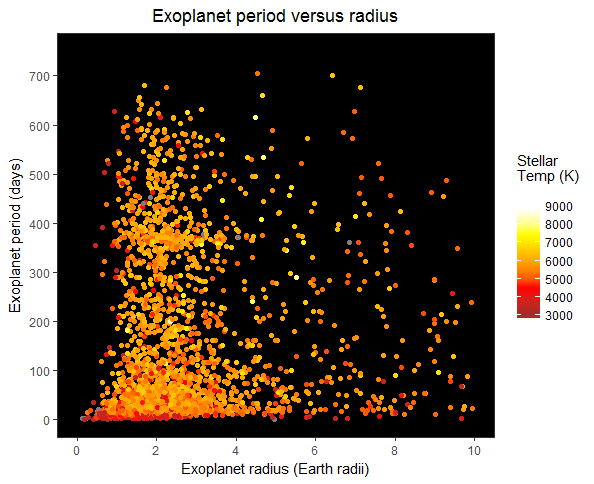 Exoplanet period versus radius
Exoplanet period (days)
700
600
500
400
300
200
100
0
0 2 4 6 8 10
Exoplanet radius (Earth radii)
Stellar
Temp (K)
9000
8000
7000
6000
5000
4000
3000